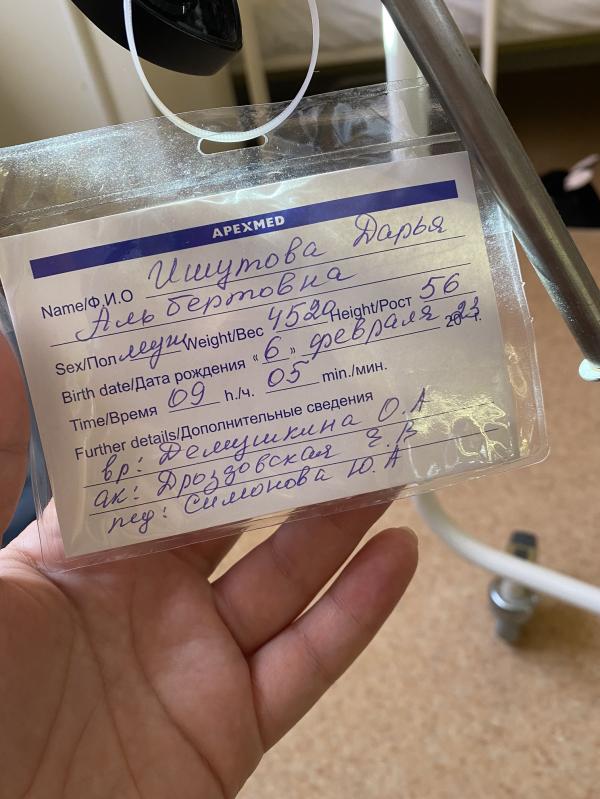 APEXMED
Name/Ф.И.О Ишутова Дарья
Альбертовна
Sex/Пол муж Weight/Вес 4520 Height/Рост 56
Birth date/Дата рождения « 6 » февраля 2023 г.
Time/Время 09 h./ч. 05 min./мин.
Further details/Дополнительные сведения
вр: Демушкина О.А
ак: Дроздовская Е.В
пед: Симонова Ю.А